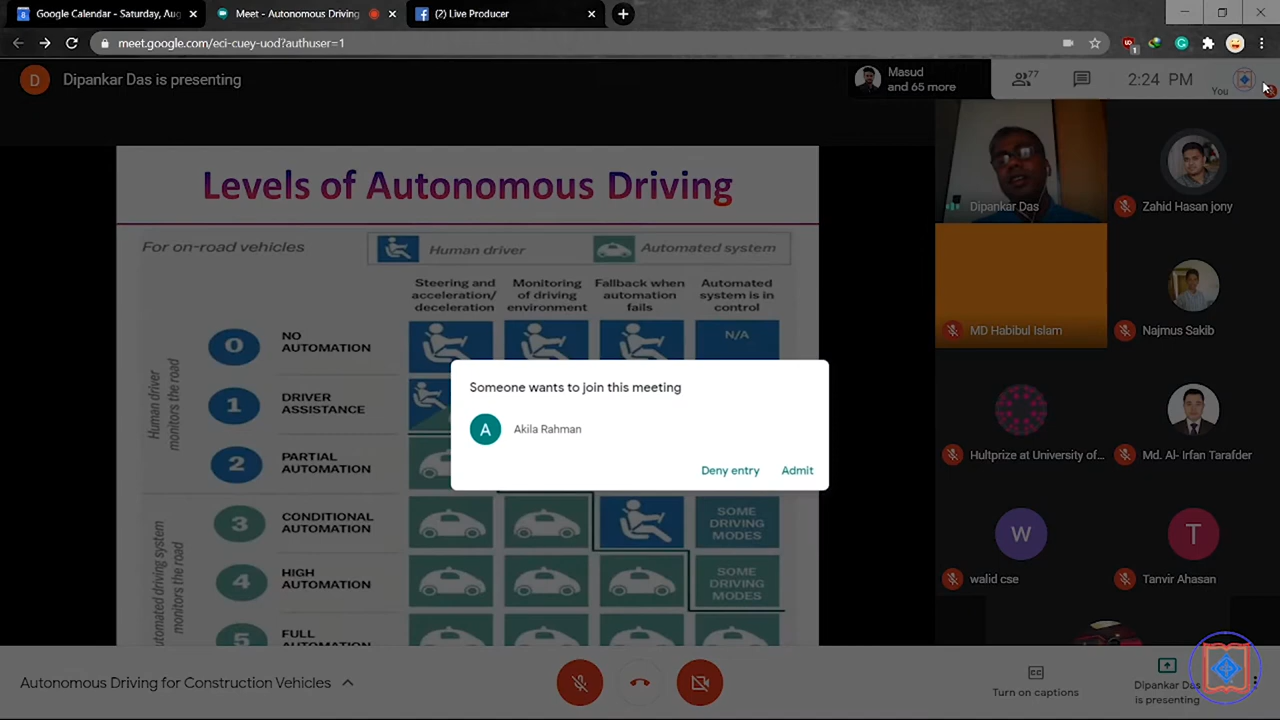 Google Calendar - Saturday, Aug
Meet - Autonomous Driving
(2) Live Producer
meet.google.com/eci-cuey-uod?authuser=1
1
D
Dipankar Das is presenting
Masud
and 65 more
77
2:24 PM
You
Levels of Autonomous Driving
For on-road vehicles
Human driver
Automated system
Steering and
acceleration/
deceleration
Monitoring
of driving
environment
Fallback when
automation
fails
Automated
system is in
control
Human driver
monitors the road
0
NO
AUTOMATION
N/A
1
DRIVER
ASSISTANCE
2
PARTIAL
AUTOMATION
utomated driving system
monitors the road
3
CONDITIONAL
AUTOMATION
SOME
DRIVING
MODES
4
HIGH
AUTOMATION
SOME
DRIVING
MODES
5
FULL
AUTOMATION
Someone wants to join this meeting
A
Akila Rahman
Deny entry
Admit
Dipankar Das
Zahid Hasan jony
MD Habibul Islam
Najmus Sakib
Hultprize at University of...
Md. Al- Irfan Tarafder
W
walid cse
T
Tanvir Ahasan
Autonomous Driving for Construction Vehicles
CC
Turn on captions
Dipankar Das
is presenting